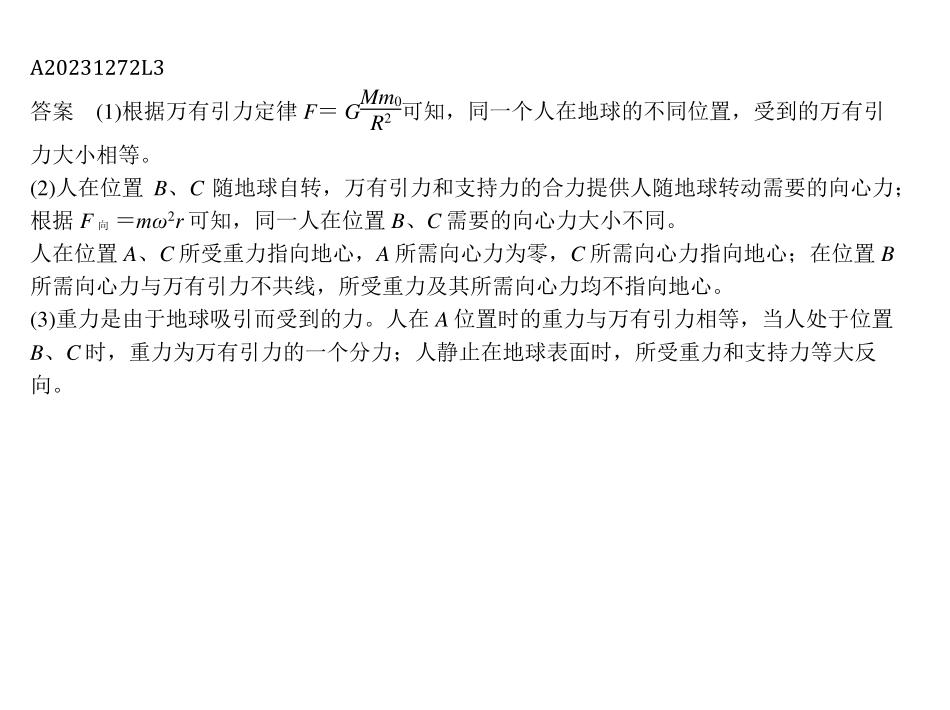 A20231272L3
答案　(1)根据万有引力定律 F＝ G\frac{Mm_0}{R^2}可知，同一个人在地球的不同位置，受到的万有引
力大小相等。
(2)人在位置 B、C 随地球自转，万有引力和支持力的合力提供人随地球转动需要的向心力；
根据 F向＝mω²r 可知，同一人在位置 B、C 需要的向心力大小不同。
人在位置 A、C 所受重力指向地心，A 所需向心力为零，C 所需向心力指向地心；在位置 B
所需向心力与万有引力不共线，所受重力及其所需向心力均不指向地心。
(3)重力是由于地球吸引而受到的力。人在 A 位置时的重力与万有引力相等，当人处于位置
B、C 时，重力为万有引力的一个分力；人静止在地球表面时，所受重力和支持力等大反
向。